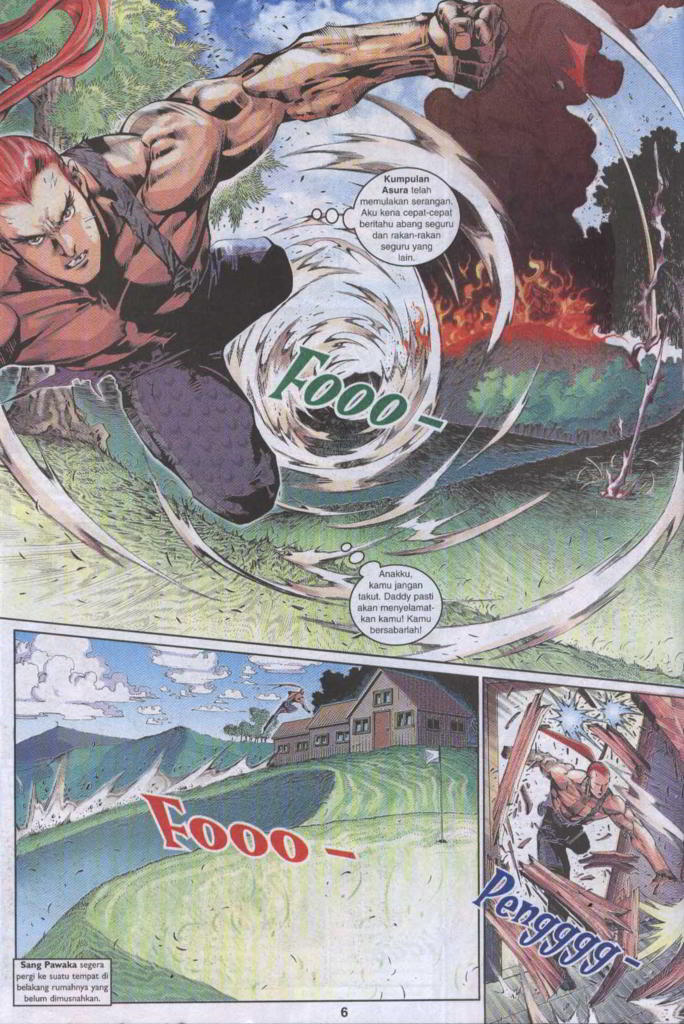 Kumpulan
Asura telah
memulakan serangan.
Aku kena cepat-cepat
beritahu abang seguru
dan rakan-rakan
seguru yang
lain.
Fooo-
Anakku,
kamu jangan
takut. Daddy pasti
akan menyelamat-
kan kamu! Kamu
bersabarlah!
Fooo-
Sang Pawaka segera
pergi ke suatu tempat di
belakang rumahnya yang
belum dimusnahkan.
Pengggg-
6